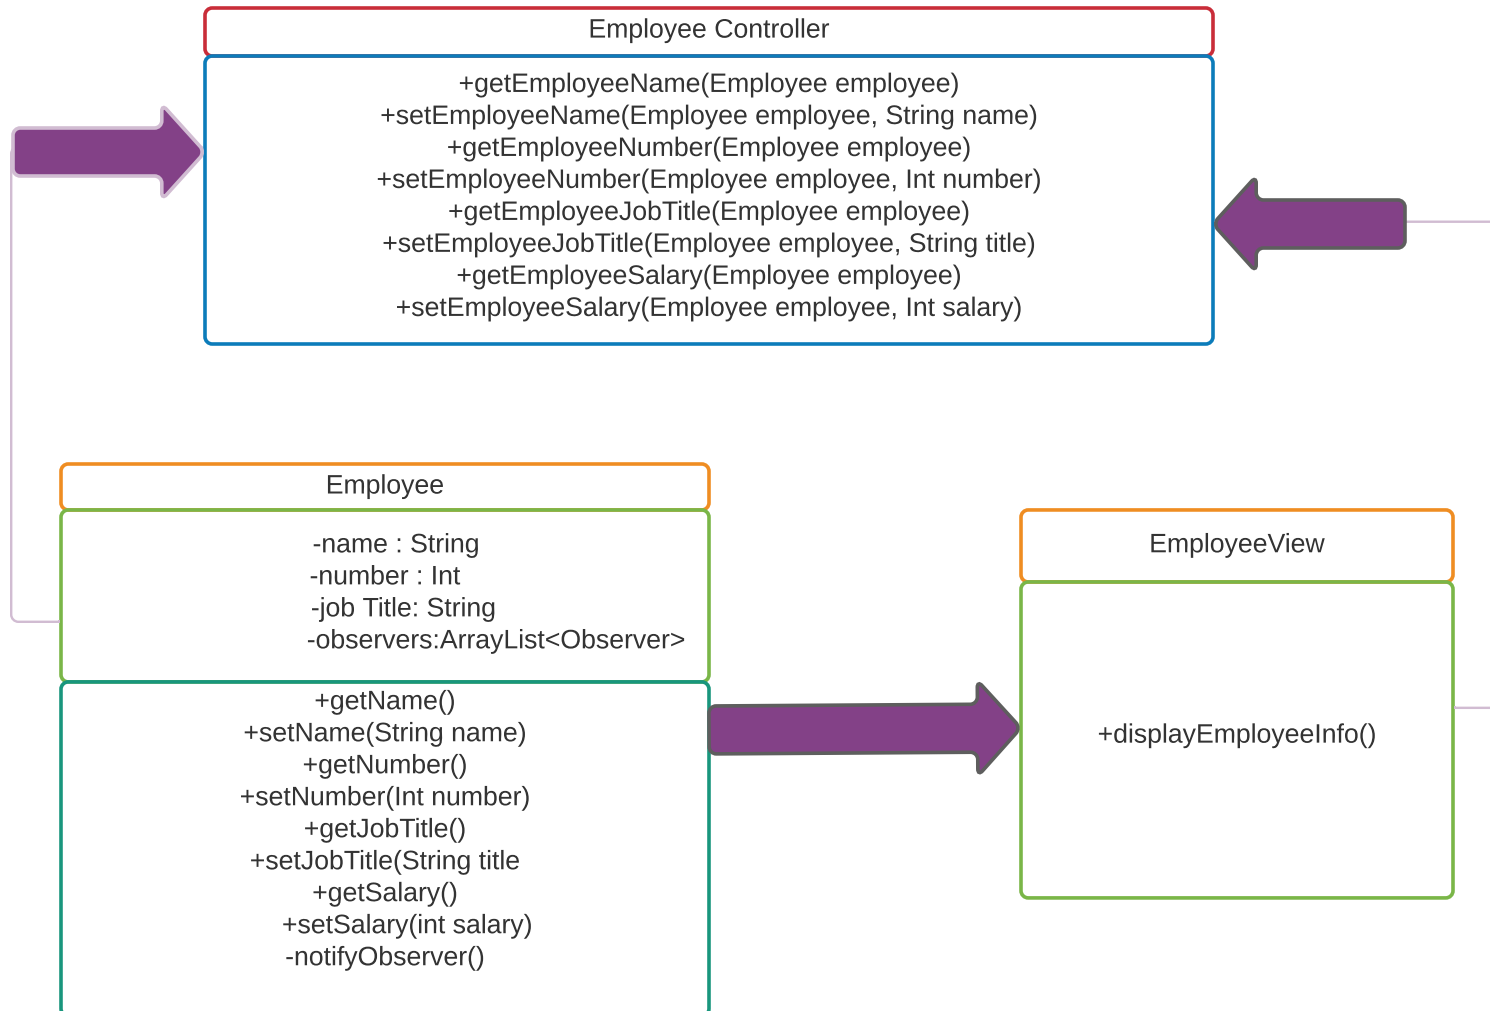 Employee Controller
+getEmployeeName(Employee employee)
+setEmployeeName(Employee employee, String name)
+getEmployeeNumber(Employee employee)
+setEmployeeNumber(Employee employee, Int number)
+getEmployeeJobTitle(Employee employee)
+setEmployeeJobTitle(Employee employee, String title)
+getEmployeeSalary(Employee employee)
+setEmployeeSalary(Employee employee, Int salary)
Employee
-name : String
-number : Int
-job Title: String
-observers:ArrayList<Observer>
+getName()
+setName(String name)
+getNumber()
+setNumber(Int number)
+getJobTitle()
+setJobTitle(String title
+getSalary()
+setSalary(int salary)
-notifyObserver()
EmployeeView
+displayEmployeeInfo()